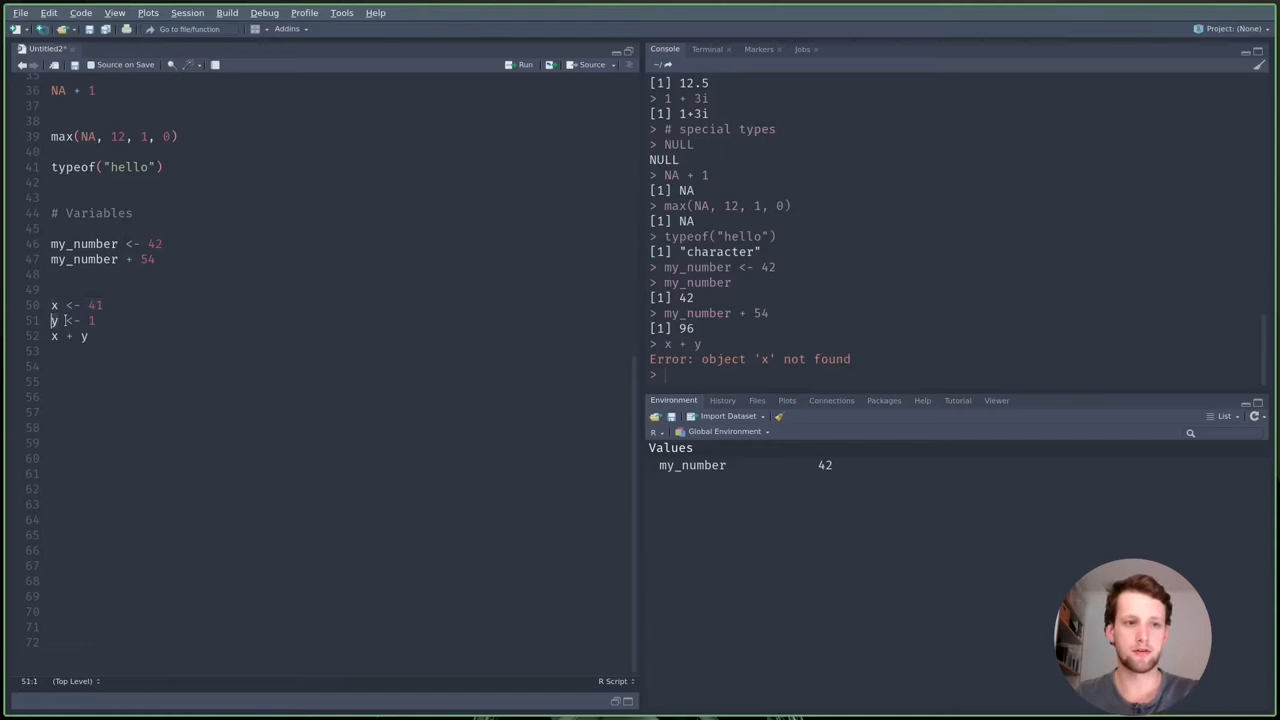 File Edit Code View Plots Session Build Debug Profile Tools Help
Go to file/function Addins Project: (None)
Untitled2*
Source on Save Run Source
35
36 NA + 1
37
38
39 max(NA, 12, 1, 0)
40
41 typeof("hello")
42
43
44 # Variables
45
46 my_number <- 42
47 my_number + 54
48
49
50 x <- 41
51 y <- 1
52 x + y
53
54
55
56
57
58
59
60
61
62
63
64
65
66
67
68
69
70
71
72
51:1 (Top Level) R Script
Console Terminal Markers Jobs
~/
[1] 12.5
> 1 + 3i
[1] 1+3i
> # special types
> NULL
NULL
> NA + 1
[1] NA
> max(NA, 12, 1, 0)
[1] NA
> typeof("hello")
[1] "character"
> my_number <- 42
> my_number
[1] 42
> my_number + 54
[1] 96
> x + y
Error: object 'x' not found
>
Environment History Files Plots Connections Packages Help Tutorial Viewer
Import Dataset List
R Global Environment
Values
my_number 42